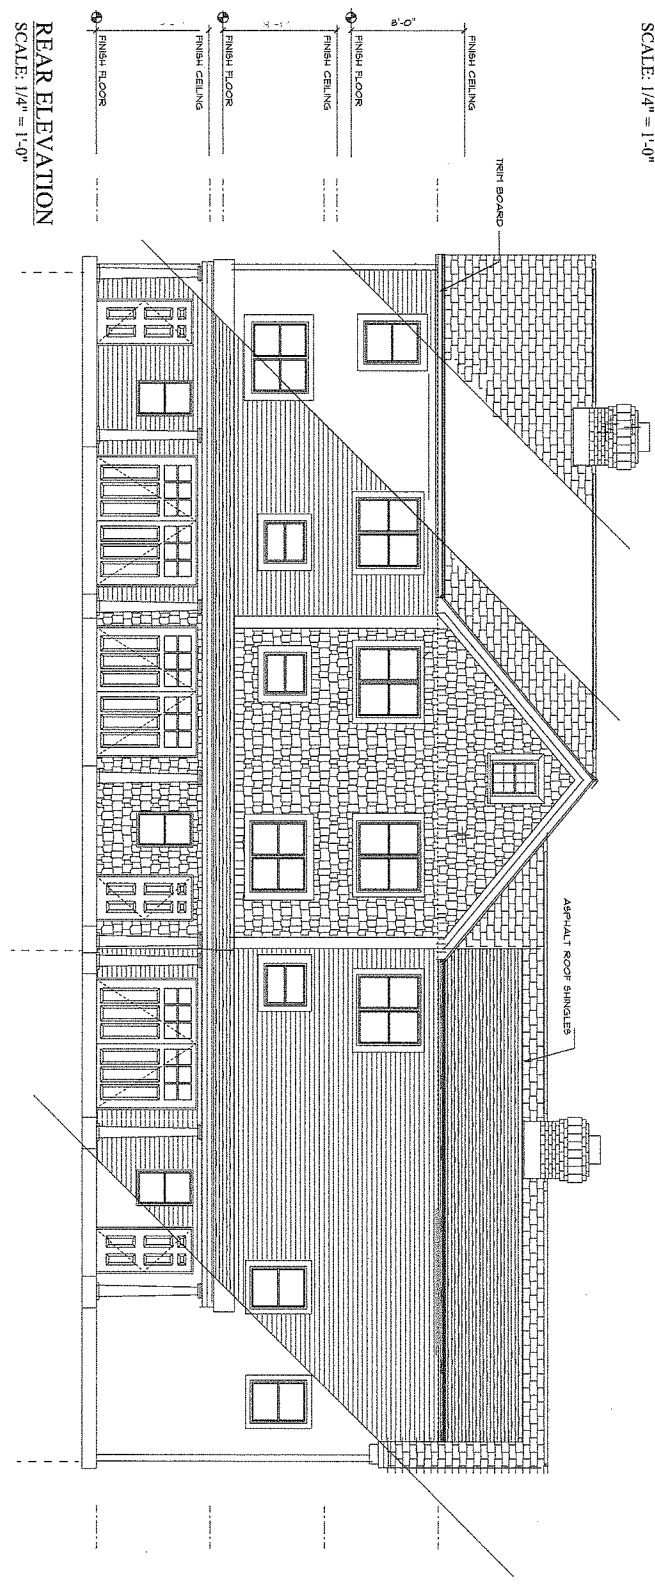 SCALE: 1/4" = 1'-0"
FINISH CEILING
8'-0"
FINISH FLOOR
FINISH CEILING
FINISH FLOOR
FINISH CEILING
FINISH FLOOR
TRIM BOARD
ASPHALT ROOF SHINGLES
REAR ELEVATION
SCALE: 1/4" = 1'-0"